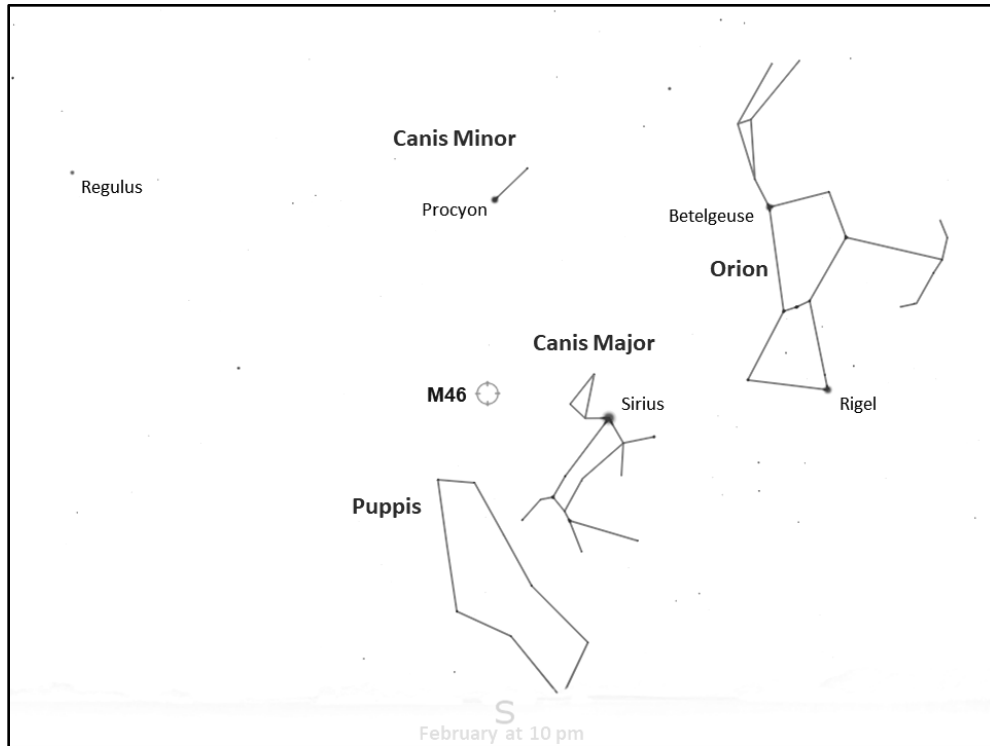 Canis Minor
Regulus
Procyon
Betelgeuse
Orion
Canis Major
M46
Sirius
Rigel
Puppis
S
February at 10 pm